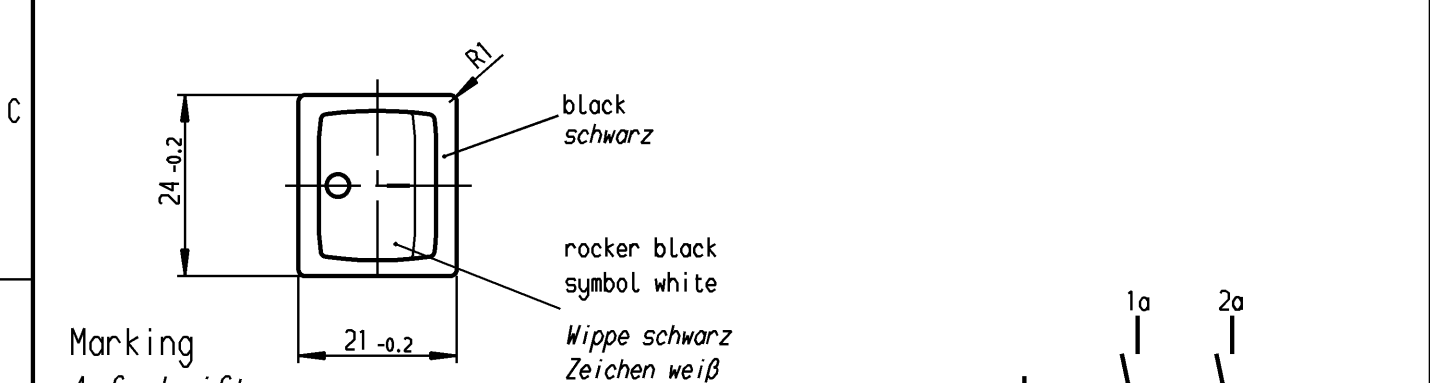 C
R1
black
schwarz
24 -0.2
rocker black
symbol white
21 -0.2
Wippe schwarz
Zeichen weiß
Marking
1a
2a